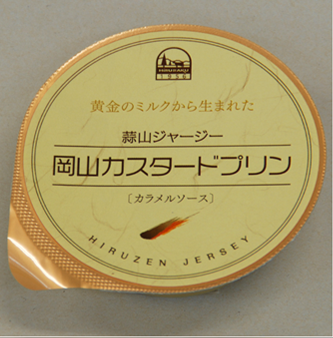 HIRURAKU
1956
黄金のミルクから生まれた
蒜山ジャージー
岡山カスタードプリン
〔カラメルソース〕
HIRUZEN JERSEY